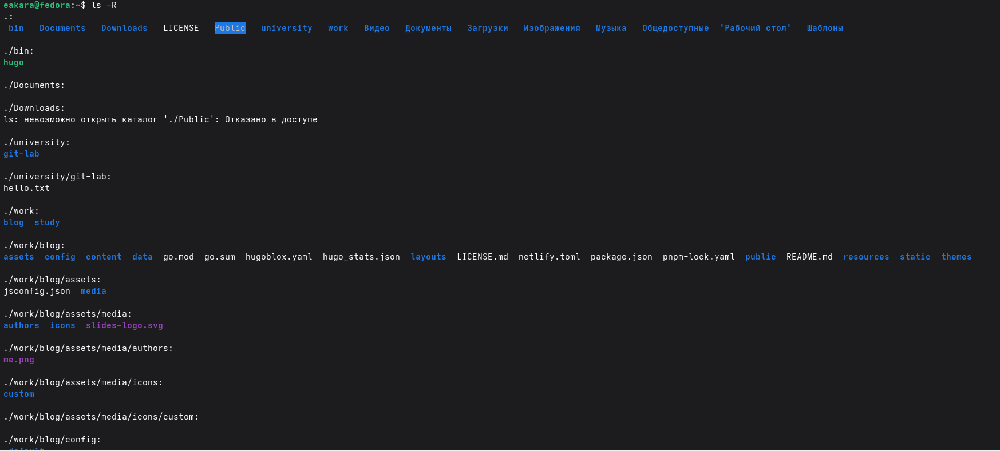 eakara@fedora:~$ ls -R
.:
bin Documents Downloads LICENSE Public university work Видео Документы Загрузки Изображения Музыка Общедоступные 'Рабочий стол' Шаблоны
./bin:
hugo
./Documents:
./Downloads:
ls: невозможно открыть каталог './Public': Отказано в доступе
./university:
git-lab
./university/git-lab:
hello.txt
./work:
blog study
./work/blog:
assets config content data go.mod go.sum hugoblox.yaml hugo_stats.json layouts LICENSE.md netlify.toml package.json pnpm-lock.yaml public README.md resources static themes
./work/blog/assets:
jsconfig.json media
./work/blog/assets/media:
authors icons slides-logo.svg
./work/blog/assets/media/authors:
me.png
./work/blog/assets/media/icons:
custom
./work/blog/assets/media/icons/custom:
./work/blog/config:
_default